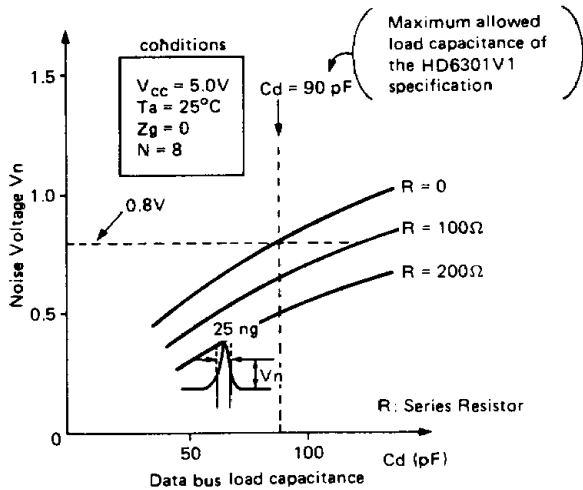 conditions
V_CC = 5.0V
Ta = 25°C
Zg = 0
N = 8
Maximum allowed
load capacitance of
the HD6301V1
specification
Cd = 90 pF
Noise Voltage Vn
1.5
1.0
0.5
0
0.8V
R = 0
R = 100Ω
R = 200Ω
25 ng
Vn
R: Series Resistor
50
100
Cd (pF)
Data bus load capacitance